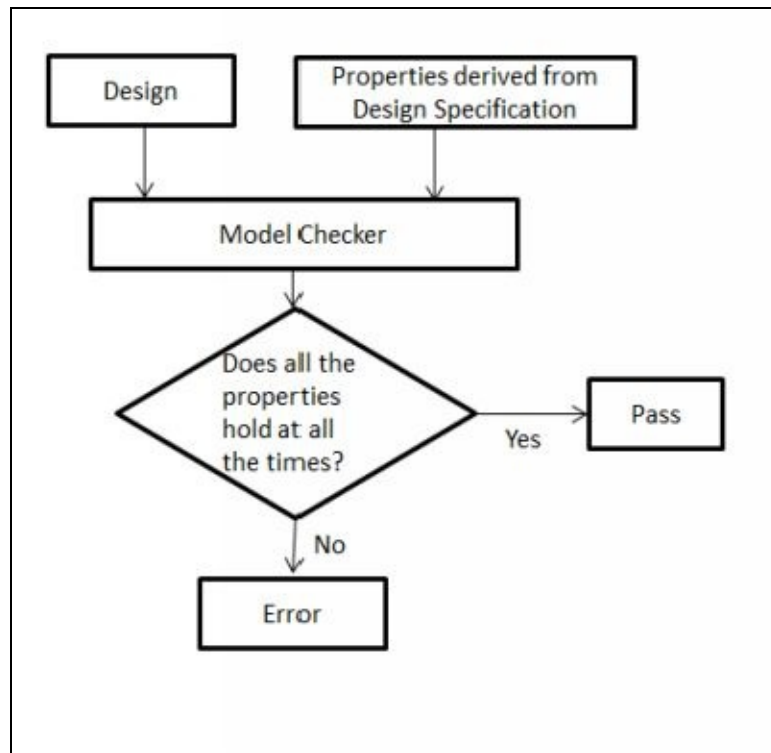 Design
Properties derived from
Design Specification
Model Checker
Does all the
properties
hold at all
the times?
Yes
Pass
No
Error